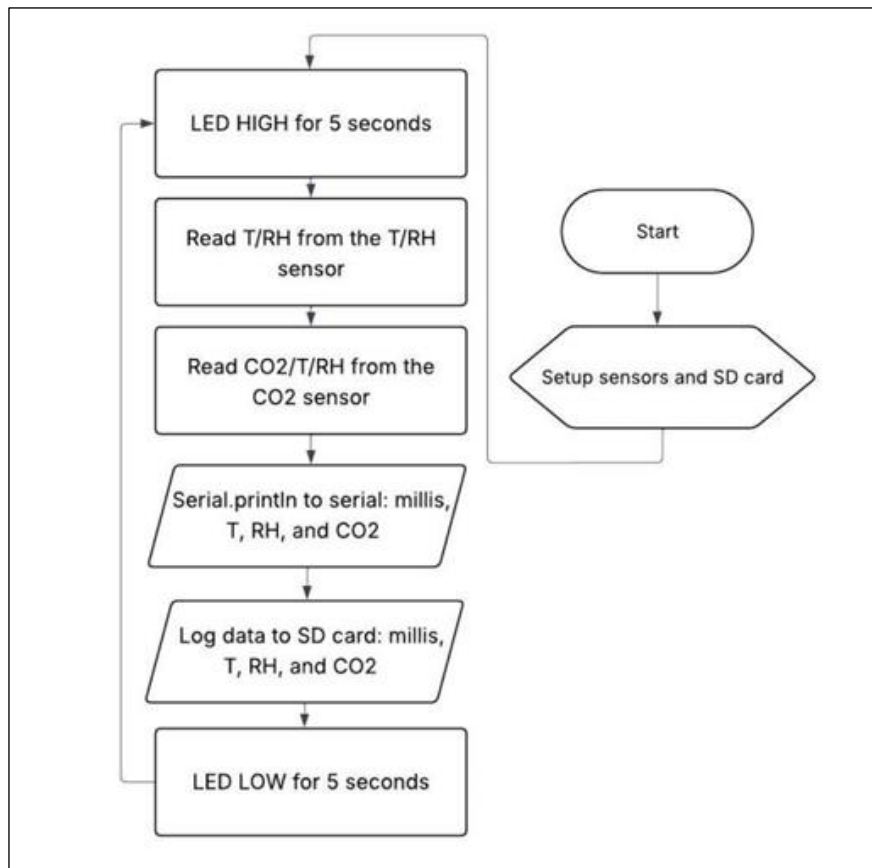 LED HIGH for 5 seconds
Read T/RH from the T/RH
sensor
Read CO2/T/RH from the
CO2 sensor
Serial.println to serial: millis,
T, RH, and CO2
Log data to SD card: millis,
T, RH, and CO2
LED LOW for 5 seconds
Start
Setup sensors and SD card